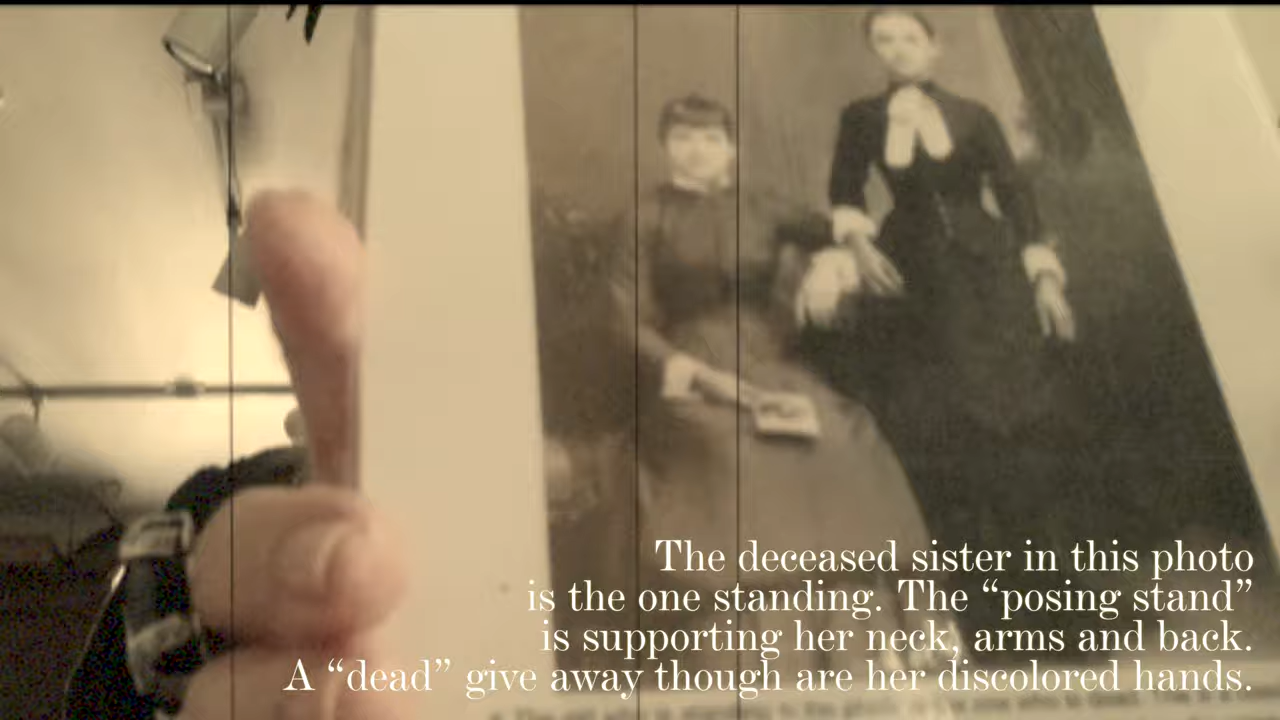 The deceased sister in this photo
is the one standing. The “posing stand”
is supporting her neck, arms and back.
A “dead” give away though are her discolored hands.